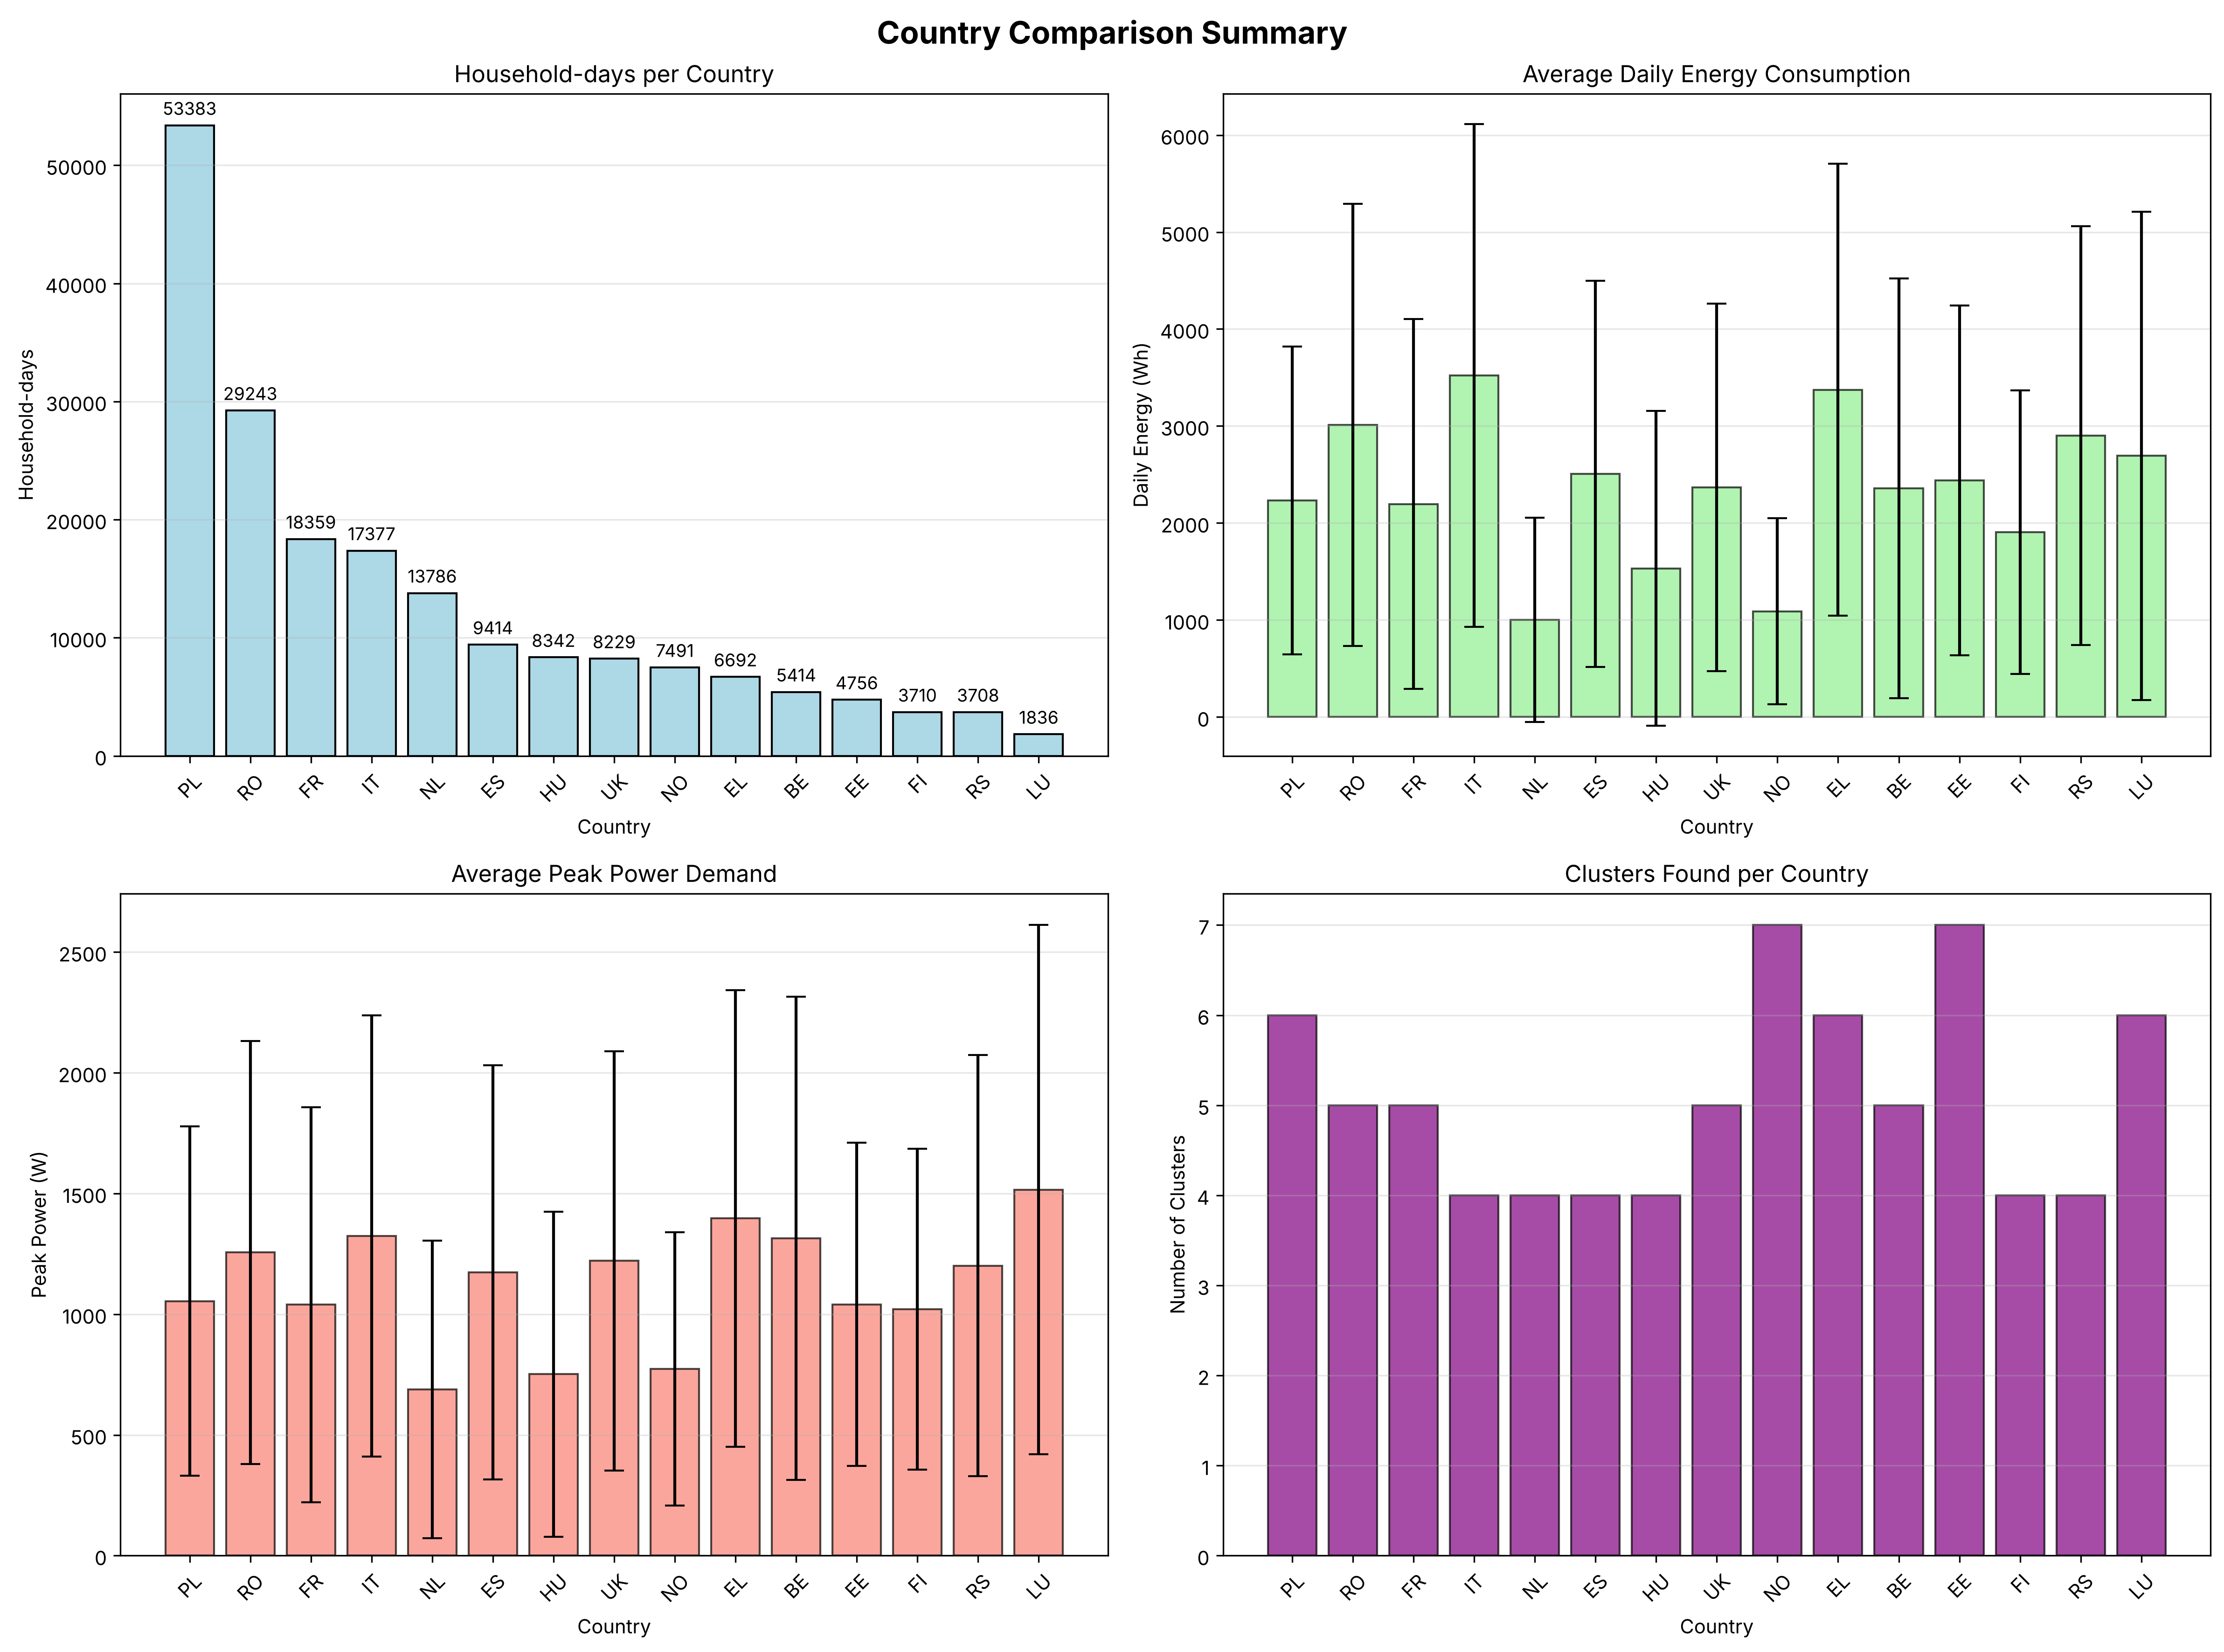 Country Comparison Summary
Household-days per Country
53383
29243
18359
17377
13786
9414
8342
8229
7491
6692
5414
4756
3710
3708
1836
50000
40000
30000
20000
10000
0
Household-days
PL RO FR IT NL ES HU UK NO EL BE EE FI RS LU
Country
Average Daily Energy Consumption
6000
5000
4000
3000
2000
1000
0
Daily Energy (Wh)
PL RO FR IT NL ES HU UK NO EL BE EE FI RS LU
Country
Average Peak Power Demand
2500
2000
1500
1000
500
0
Peak Power (W)
PL RO FR IT NL ES HU UK NO EL BE EE FI RS LU
Country
Clusters Found per Country
7
6
5
4
3
2
1
0
Number of Clusters
PL RO FR IT NL ES HU UK NO EL BE EE FI RS LU
Country